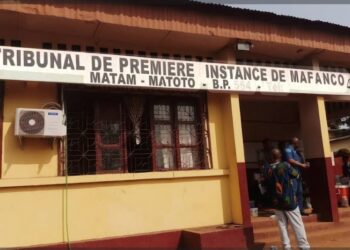 TRIBUNAL DE PREMIERE INSTANCE DE MAFANCO
MATAM - MATOTO - B.P.